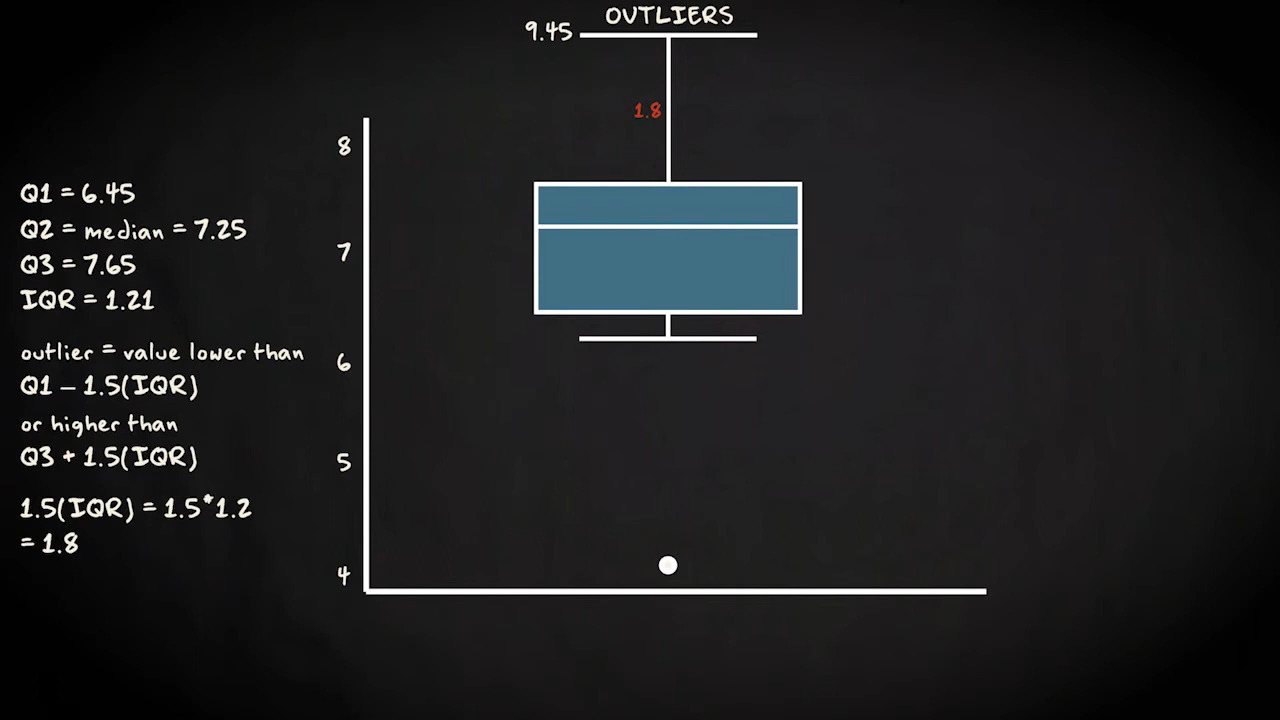 OUTLIERS
9.45
1.8
8
7
6
5
4
Q1 = 6.45
Q2 = median = 7.25
Q3 = 7.65
IQR = 1.21
outlier = value lower than
Q1 – 1.5(IQR)
or higher than
Q3 + 1.5(IQR)
1.5(IQR) = 1.5*1.2
= 1.8